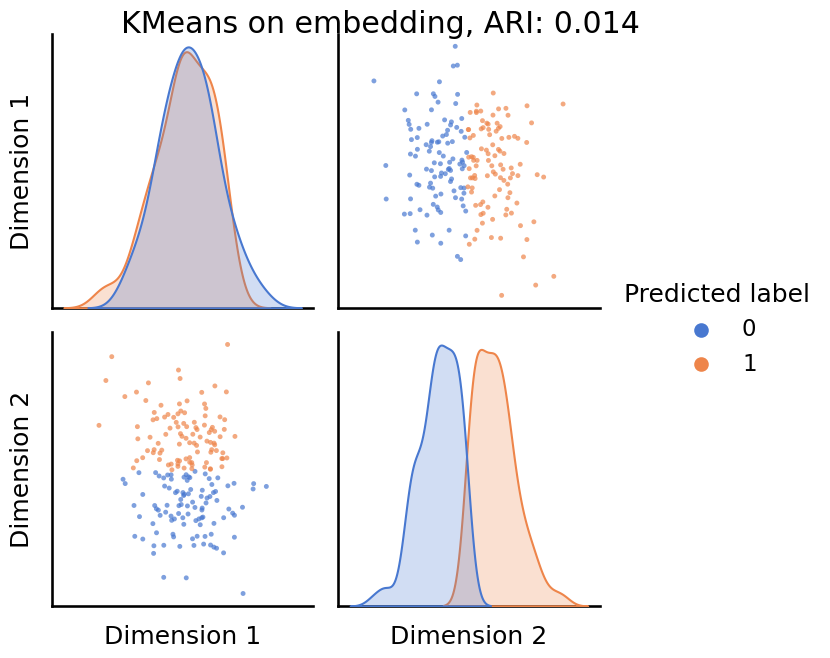 KMeans on embedding, ARI: 0.014
Dimension 1
Dimension 2
Predicted label
0
1
Dimension 1
Dimension 2